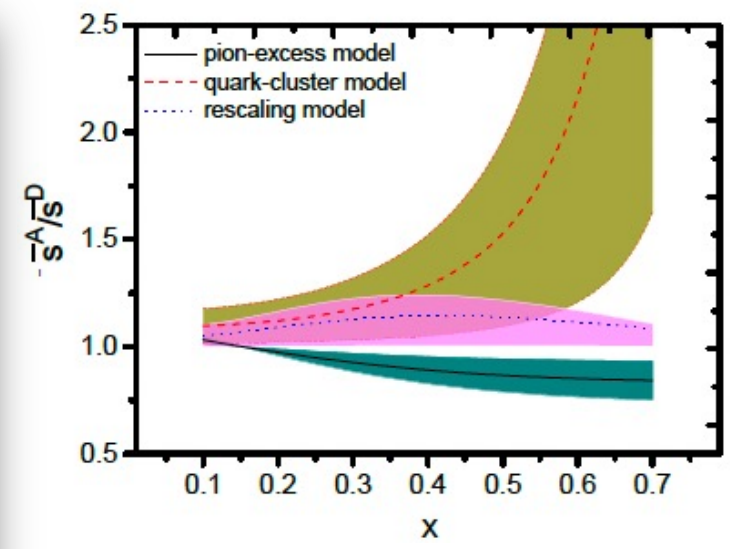 2.5
pion-excess model
quark-cluster model
rescaling model
2.0
1.5
1.0
0.5
s̅ᴬ/s̅ᴰ
0.1 0.2 0.3 0.4 0.5 0.6 0.7
x